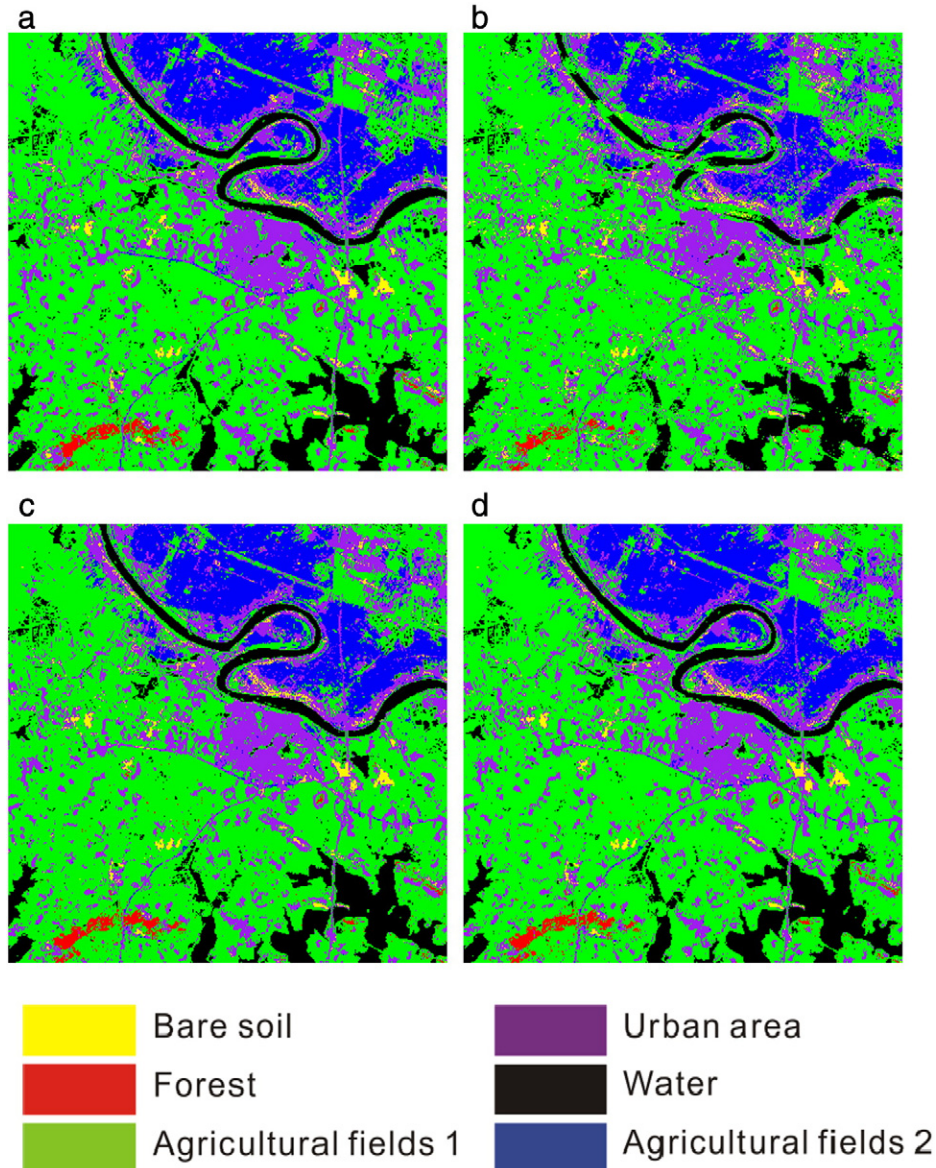 a
b
c
d
Bare soil
Urban area
Forest
Water
Agricultural fields 1
Agricultural fields 2